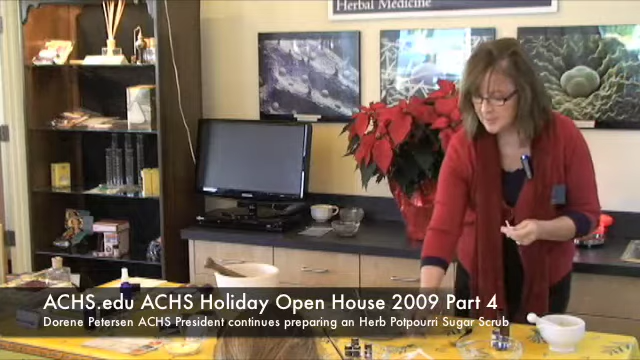 Herbal Medicine
ACHS.edu ACHS Holiday Open House 2009 Part 4
Dorene Petersen ACHS President continues preparing an Herb Potpourri Sugar Scrub